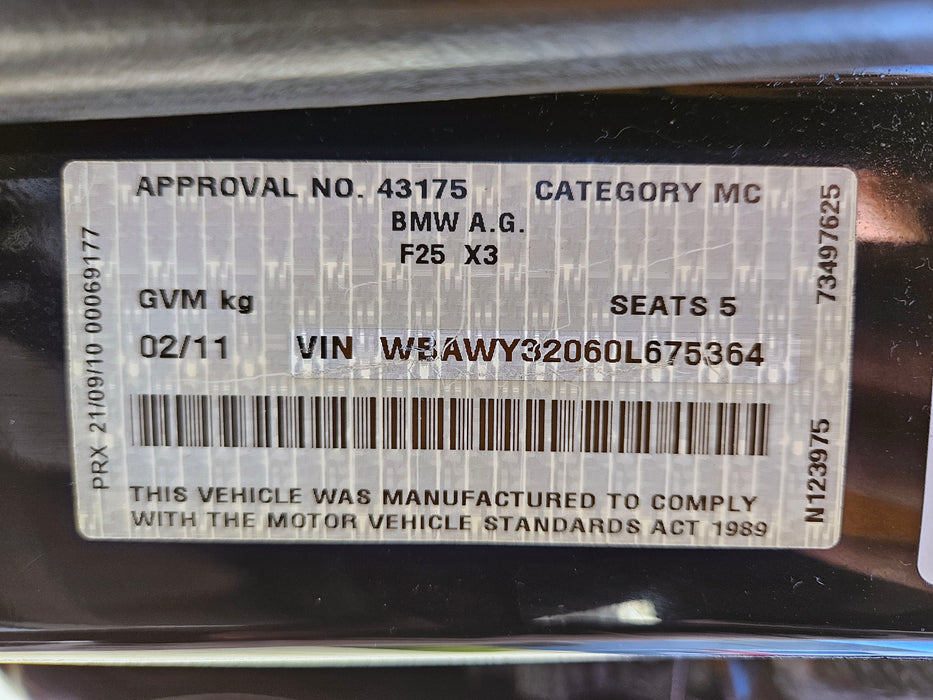 APPROVAL NO. 43175 CATEGORY MC
BMW A.G.
F25 X3
GVM kg SEATS 5
02/11 VIN WBAWY32060L675364
THIS VEHICLE WAS MANUFACTURED TO COMPLY
WITH THE MOTOR VEHICLE STANDARDS ACT 1989
PRX 21/09/10 00069177
73497625
N123975